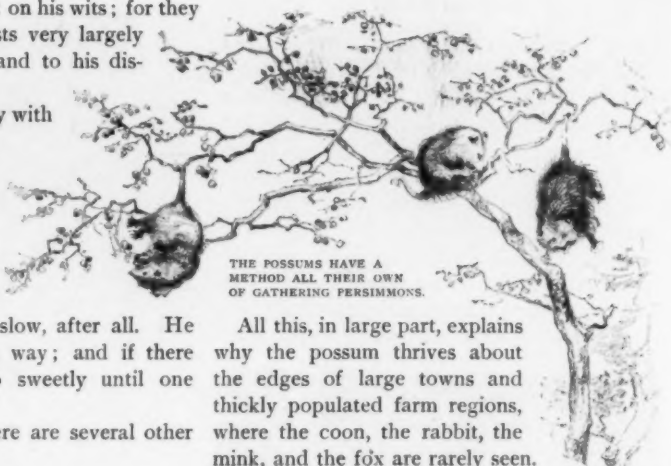 on his wits; for they
sts very largely
and to his dis-
y with
THE POSSUMS HAVE A
METHOD ALL THEIR OWN
OF GATHERING PERSIMMONS.
slow, after all. He
way; and if there
sweetly until one
ere are several other
All this, in large part, explains
why the possum thrives about
the edges of large towns and
thickly populated farm regions,
where the coon, the rabbit, the
mink, and the fox are rarely seen.